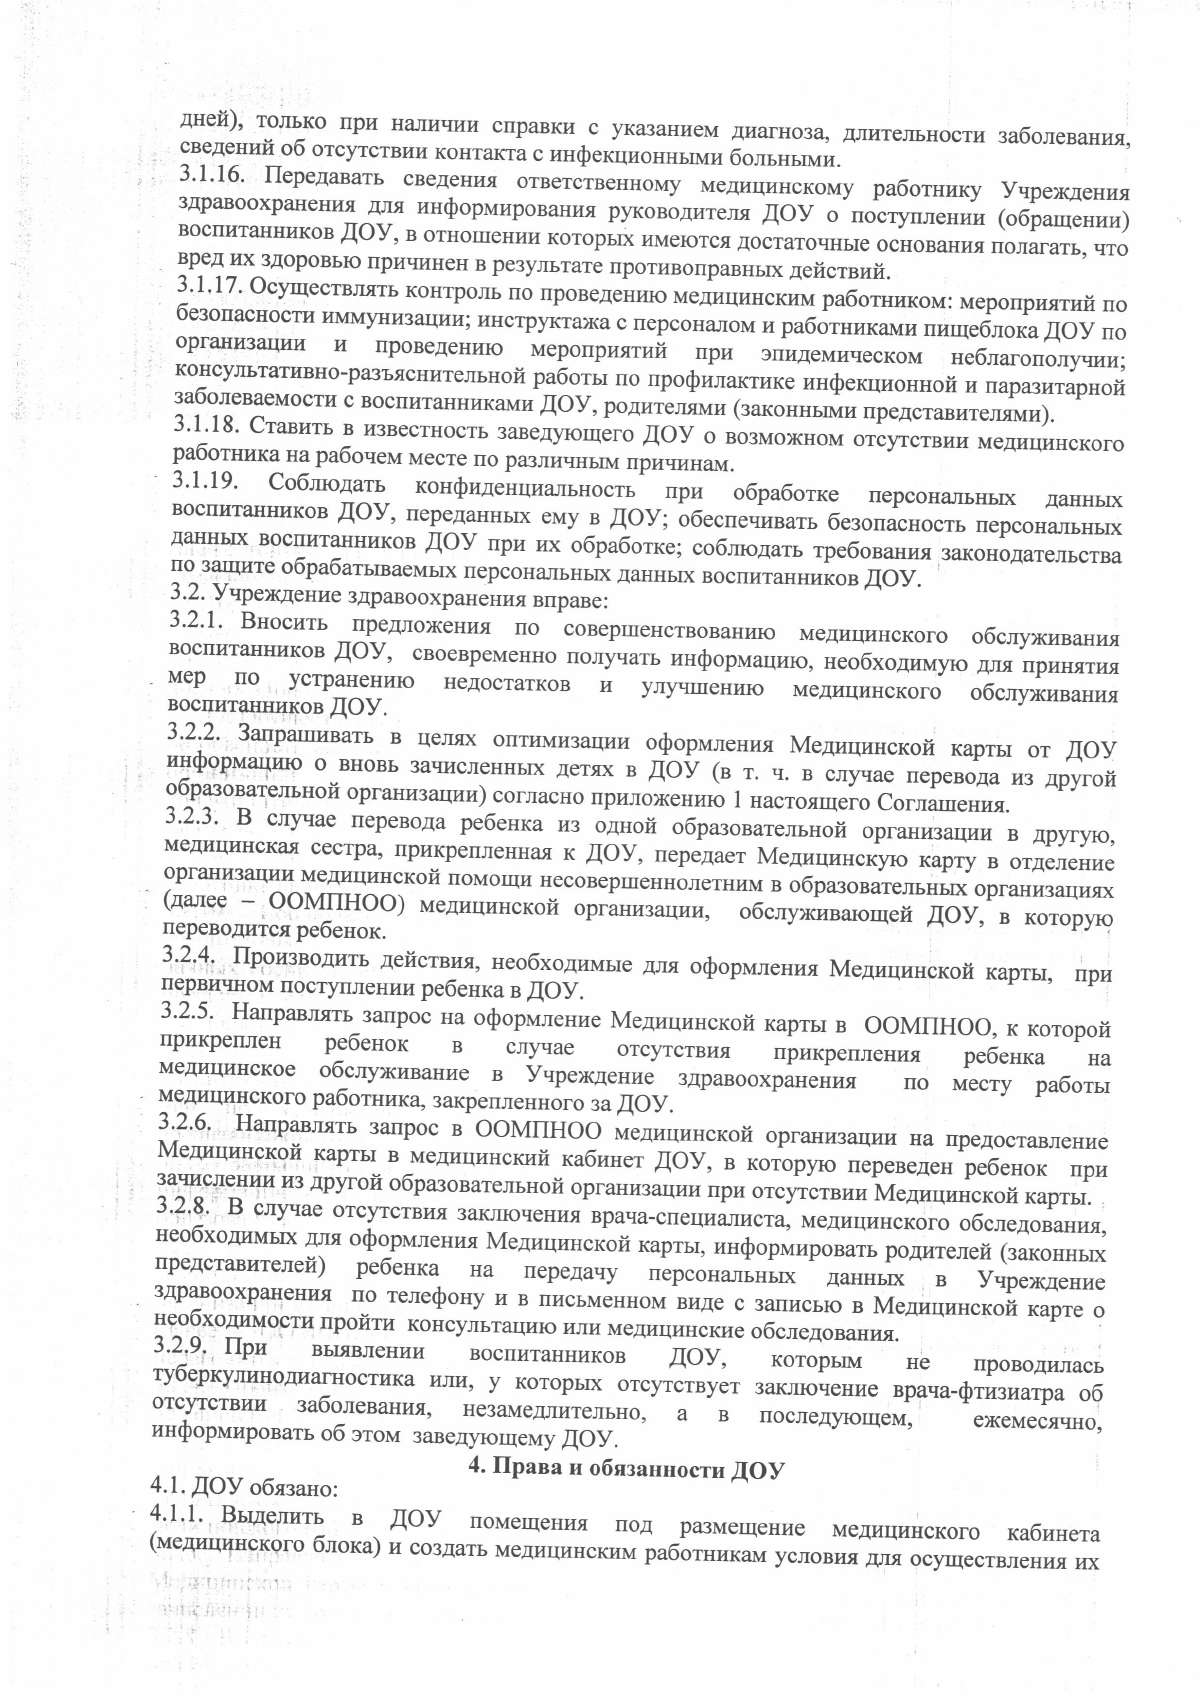 дней), только при наличии справки с указанием диагноза, длительности заболевания,
сведений об отсутствии контакта с инфекционными больными.
3.1.16. Передавать сведения ответственному медицинскому работнику Учреждения
здравоохранения для информирования руководителя ДОУ о поступлении (обращении)
воспитанников ДОУ, в отношении которых имеются достаточные основания полагать, что
вред их здоровью причинен в результате противоправных действий.
3.1.17. Осуществлять контроль по проведению медицинским работником: мероприятий по
безопасности иммунизации; инструктажа с персоналом и работниками пищеблока ДОУ по
организации и проведению мероприятий при эпидемическом неблагополучии;
консультативно-разъяснительной работы по профилактике инфекционной и паразитарной
заболеваемости с воспитанниками ДОУ, родителями (законными представителями).
3.1.18. Ставить в известность заведующего ДОУ о возможном отсутствии медицинского
работника на рабочем месте по различным причинам.
3.1.19. Соблюдать конфиденциальность при обработке персональных данных
воспитанников ДОУ, переданных ему в ДОУ; обеспечивать безопасность персональных
данных воспитанников ДОУ при их обработке; соблюдать требования законодательства
по защите обрабатываемых персональных данных воспитанников ДОУ.
3.2. Учреждение здравоохранения вправе:
3.2.1. Вносить предложения по совершенствованию медицинского обслуживания
воспитанников ДОУ, своевременно получать информацию, необходимую для принятия
мер по устранению недостатков и улучшению медицинского обслуживания
воспитанников ДОУ.
3.2.2. Запрашивать в целях оптимизации оформления Медицинской карты от ДОУ
информацию о вновь зачисленных детях в ДОУ (в т. ч. в случае перевода из другой
образовательной организации) согласно приложению 1 настоящего Соглашения.
3.2.3. В случае перевода ребенка из одной образовательной организации в другую,
медицинская сестра, прикрепленная к ДОУ, передает Медицинскую карту в отделение
организации медицинской помощи несовершеннолетним в образовательных организациях
(далее – ООМПНОО) медицинской организации, обслуживающей ДОУ, в которую
переводится ребенок.
3.2.4. Производить действия, необходимые для оформления Медицинской карты, при
первичном поступлении ребенка в ДОУ.
3.2.5. Направлять запрос на оформление Медицинской карты в ООМПНОО, к которой
прикреплен ребенок в случае отсутствия прикрепления ребенка на
медицинское обслуживание в Учреждение здравоохранения по месту работы
медицинского работника, закрепленного за ДОУ.
3.2.6. Направлять запрос в ООМПНОО медицинской организации на предоставление
Медицинской карты в медицинский кабинет ДОУ, в которую переведен ребенок при
зачислении из другой образовательной организации при отсутствии Медицинской карты.
3.2.8. В случае отсутствия заключения врача-специалиста, медицинского обследования,
необходимых для оформления Медицинской карты, информировать родителей (законных
представителей) ребенка на передачу персональных данных в Учреждение
здравоохранения по телефону и в письменном виде с записью в Медицинской карте о
необходимости пройти консультацию или медицинские обследования.
3.2.9. При выявлении воспитанников ДОУ, которым не проводилась
туберкулинодиагностика или, у которых отсутствует заключение врача-фтизиатра об
отсутствии заболевания, незамедлительно, а в последующем, ежемесячно,
информировать об этом заведующему ДОУ.
4. Права и обязанности ДОУ
4.1. ДОУ обязано:
4.1.1. Выделить в ДОУ помещения под размещение медицинского кабинета
(медицинского блока) и создать медицинским работникам условия для осуществления их